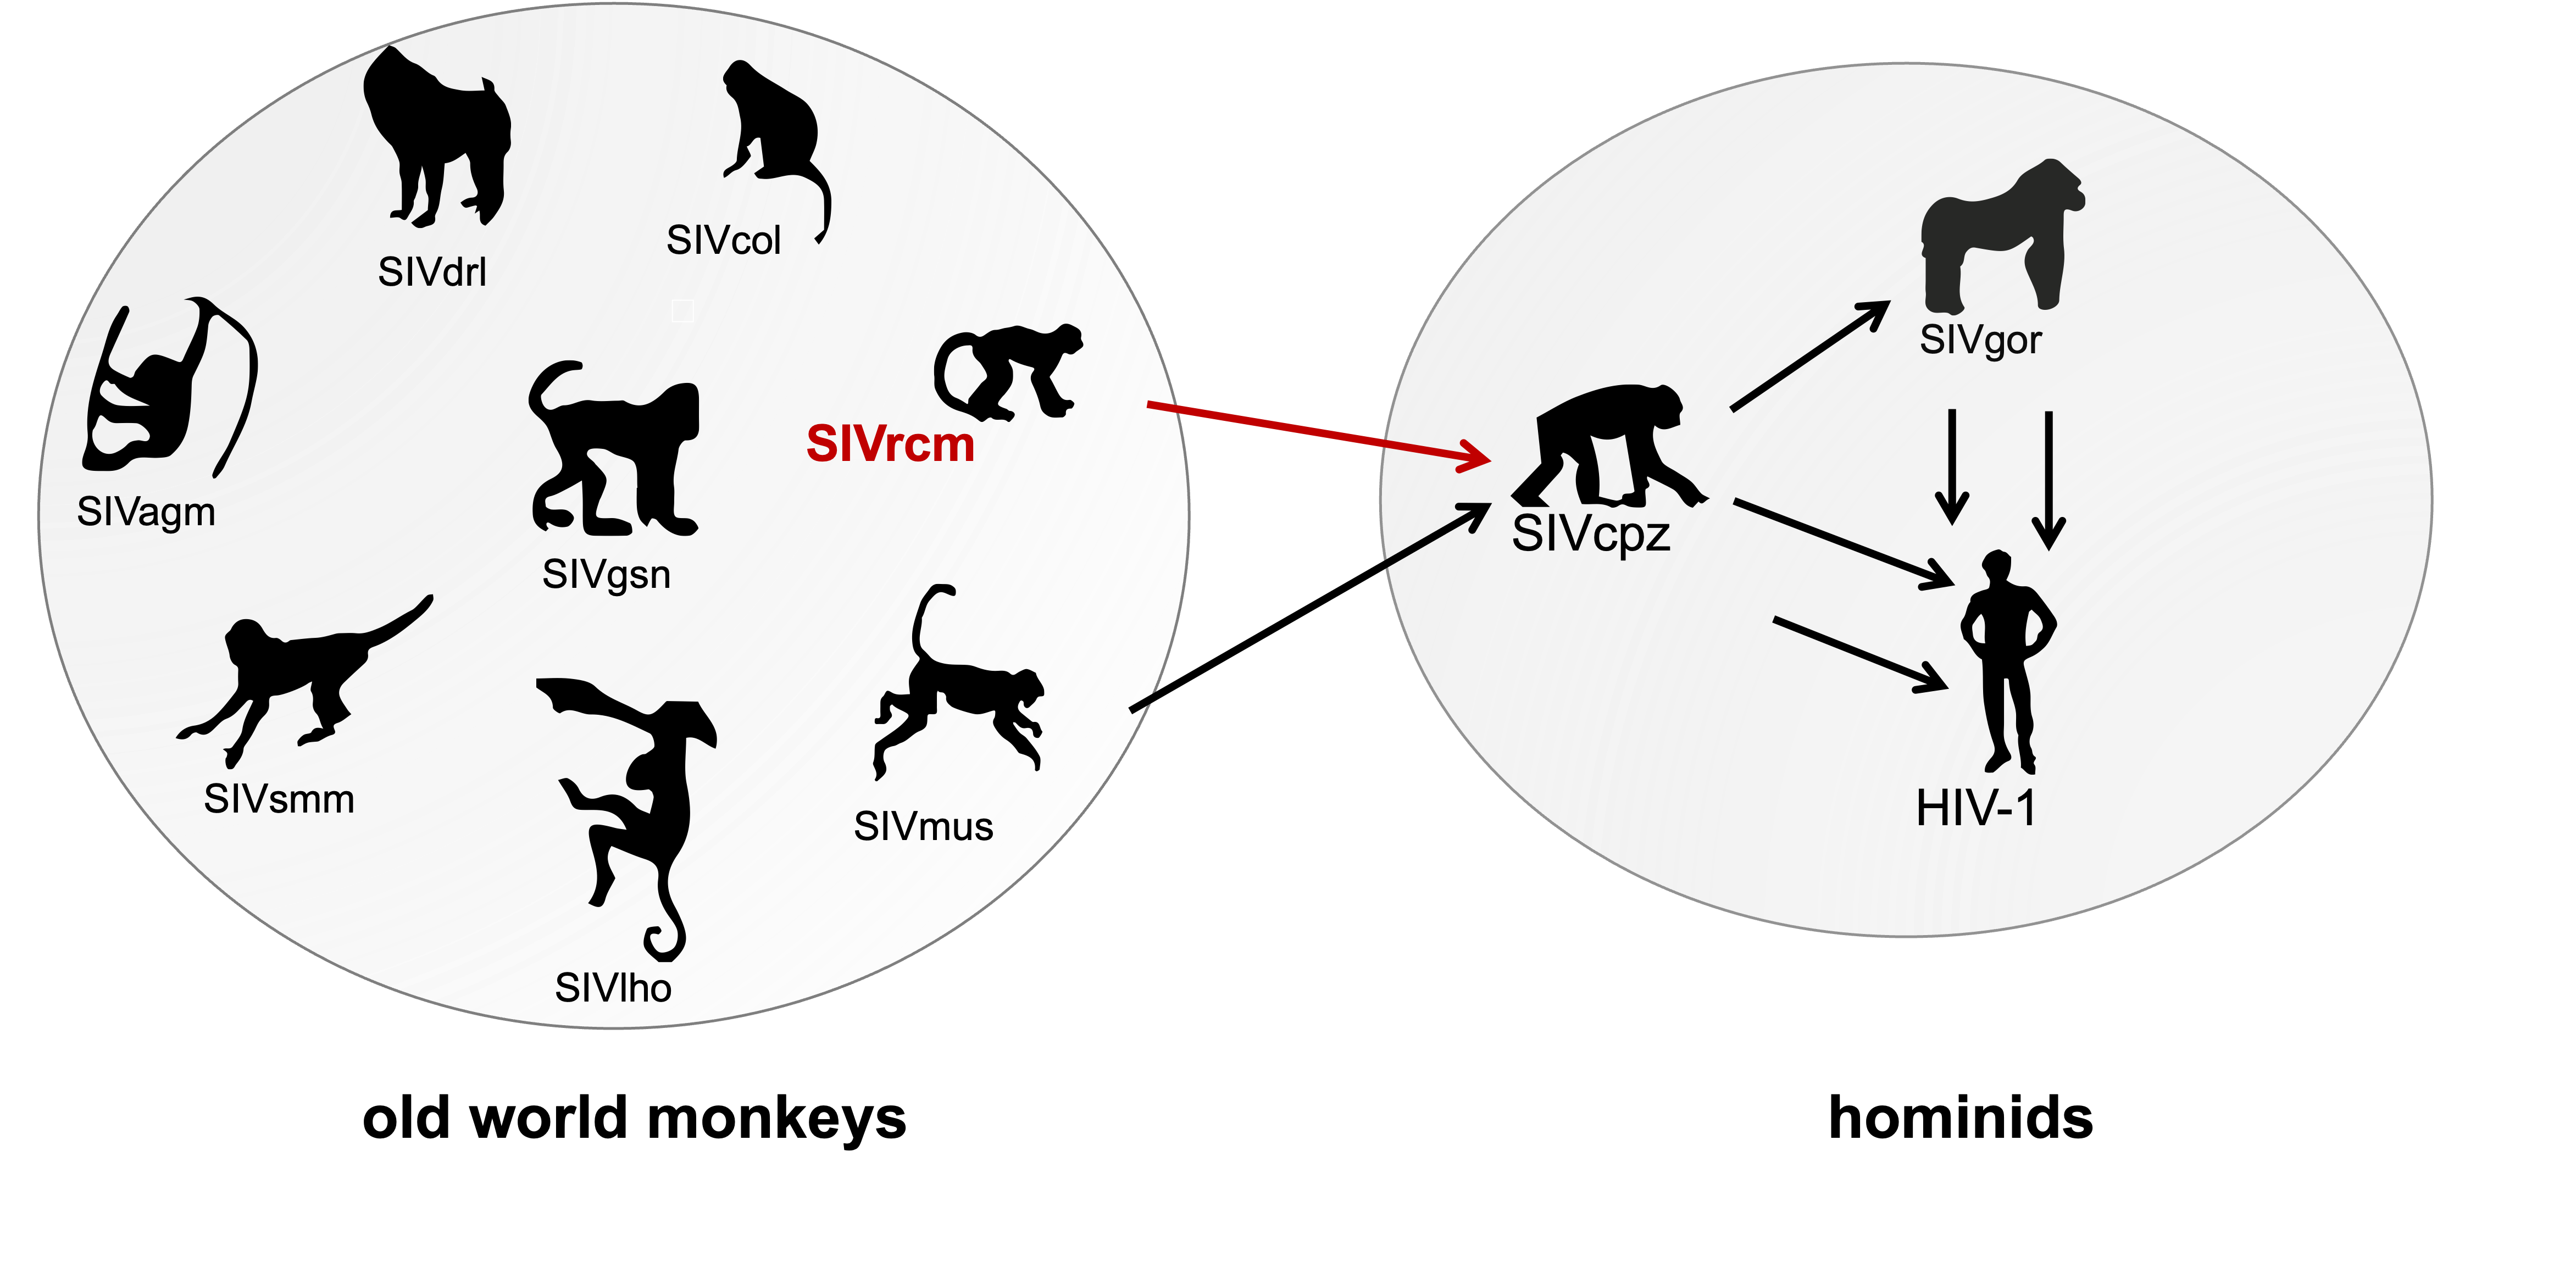 SIVdrl
SIVcol
SIVagm
SIVgsn
SIVrcm
SIVsmm
SIVlho
SIVmus
SIVcpz
SIVgor
HIV-1
old world monkeys
hominids